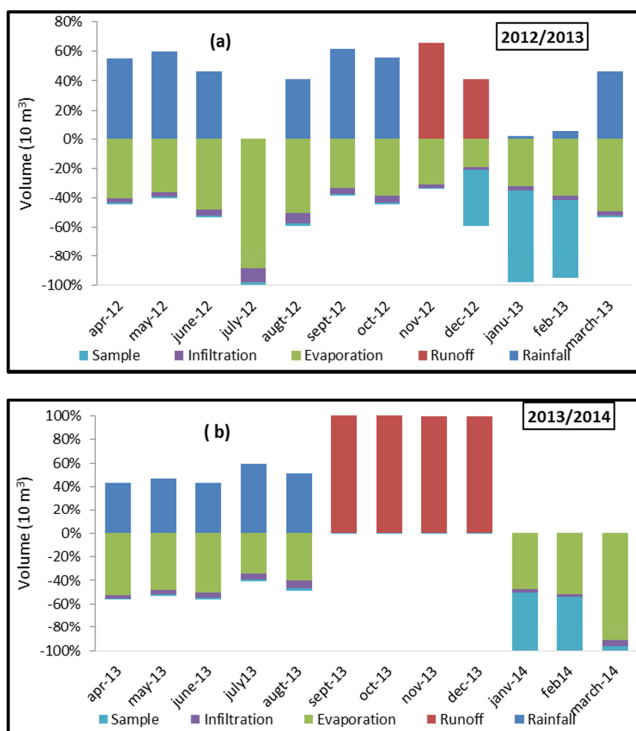 (a)
2012/2013
80%
60%
40%
20%
0%
-20%
-40%
-60%
-80%
-100%
Volume (10 m³)
apr-12
may-12
june-12
july-12
augt-12
sept-12
oct-12
nov-12
dec-12
janu-13
feb-13
march-13
Sample Infiltration Evaporation Runoff Rainfall
( b)
2013/2014
100%
80%
60%
40%
20%
0%
-20%
-40%
-60%
-80%
-100%
Volume (10 m³)
apr-13
may-13
june-13
july13
augt-13
sept-13
oct-13
nov-13
dec-13
janv-14
feb14
march-14
Sample Infiltration Evaporation Runoff Rainfall